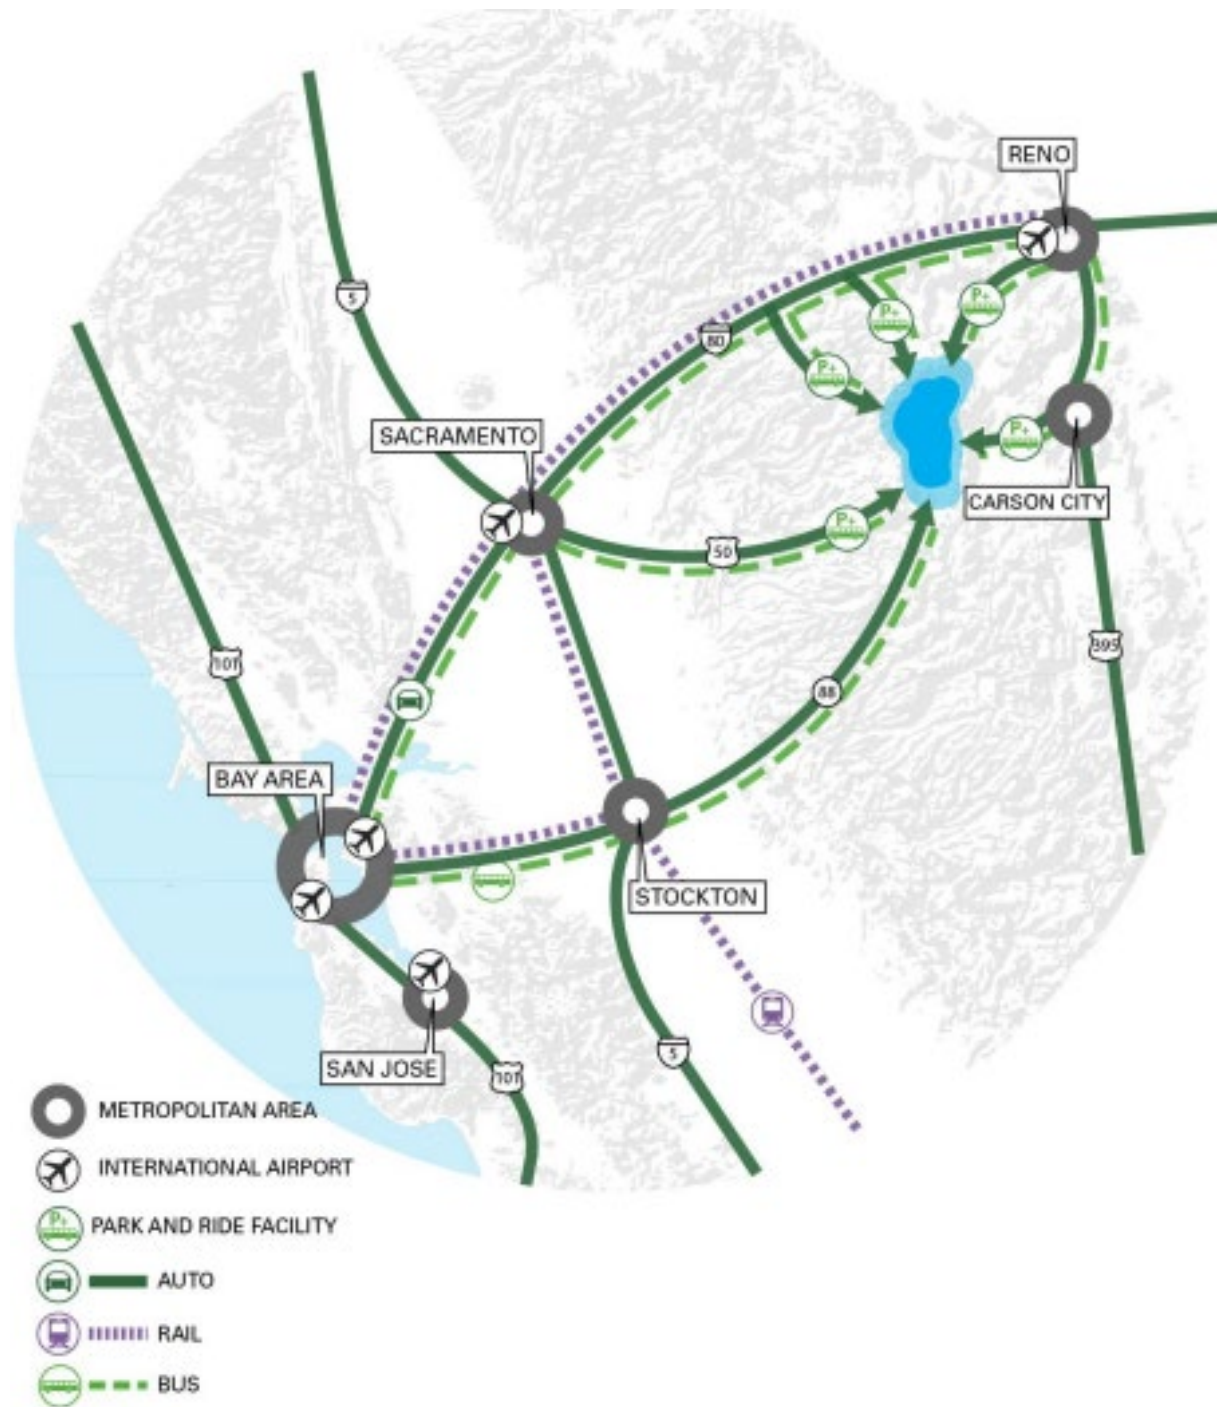 RENO
5
80
SACRAMENTO
CARSON CITY
50
101
395
88
BAY AREA
STOCKTON
5
SAN JOSE
101
P+
P+
P+
P+
P+
METROPOLITAN AREA
INTERNATIONAL AIRPORT
P+
PARK AND RIDE FACILITY
AUTO
RAIL
BUS